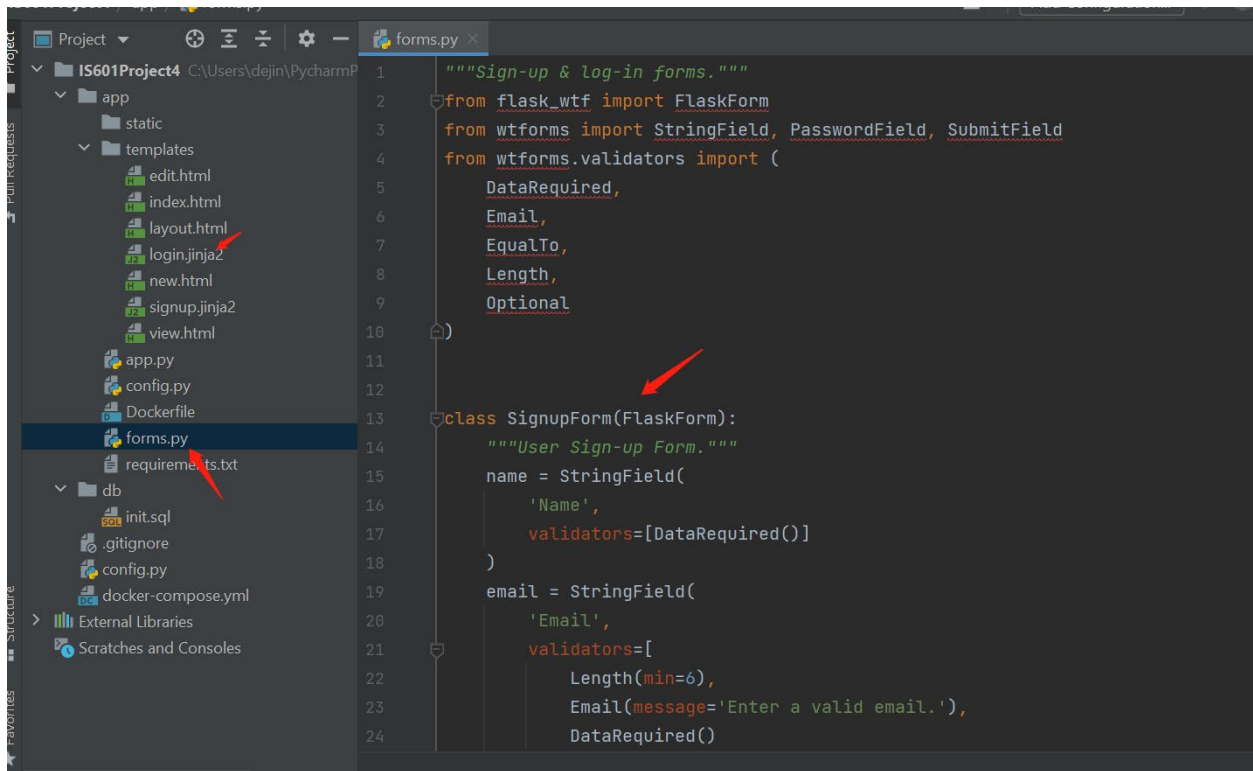 Project
forms.py
IS601Project4 C:\Users\dejin\PycharmP
app
static
templates
edit.html
index.html
layout.html
login.jinja2
new.html
signup.jinja2
view.html
app.py
config.py
Dockerfile
forms.py
requirements.txt
db
init.sql
.gitignore
config.py
docker-compose.yml
External Libraries
Scratches and Consoles
Project
Pull Requests
Structure
Favorites
1 """Sign-up & log-in forms."""
2 from flask_wtf import FlaskForm
3 from wtforms import StringField, PasswordField, SubmitField
4 from wtforms.validators import (
5 DataRequired,
6 Email,
7 EqualTo,
8 Length,
9 Optional
10 )
11
12
13 class SignupForm(FlaskForm):
14 """User Sign-up Form."""
15 name = StringField(
16 'Name',
17 validators=[DataRequired()]
18 )
19 email = StringField(
20 'Email',
21 validators=[
22 Length(min=6),
23 Email(message='Enter a valid email.'),
24 DataRequired()